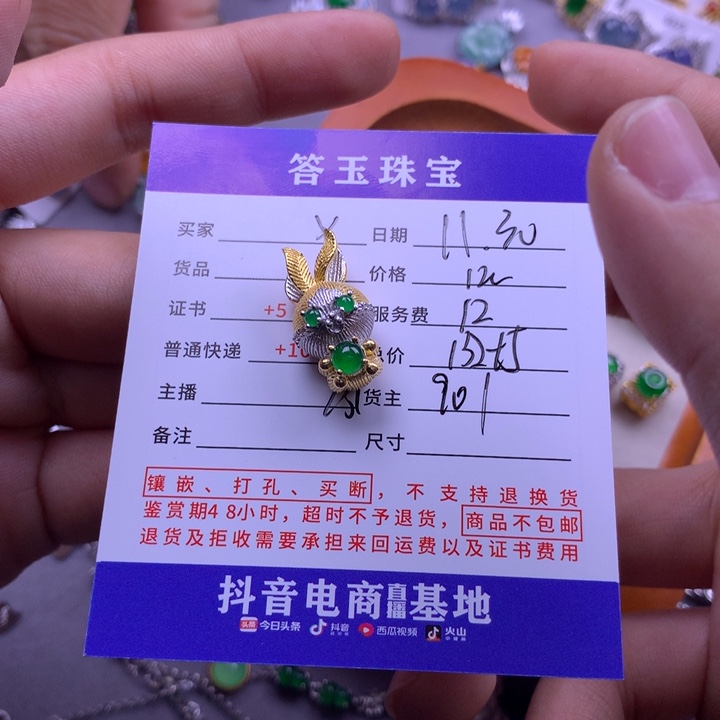 答玉珠宝
买家 日期 11.30
货品 价格
证书 +5 服务费 12
普通快递 +10 总价
主播 货主 901
备注 尺寸
镶嵌、打孔、买断，不支持退换货
鉴赏期48小时，超时不予退货，商品不包邮
退货及拒收需要承担来回运费以及证书费用
抖音电商直播基地
头条 今日头条 抖音 西瓜视频 火山